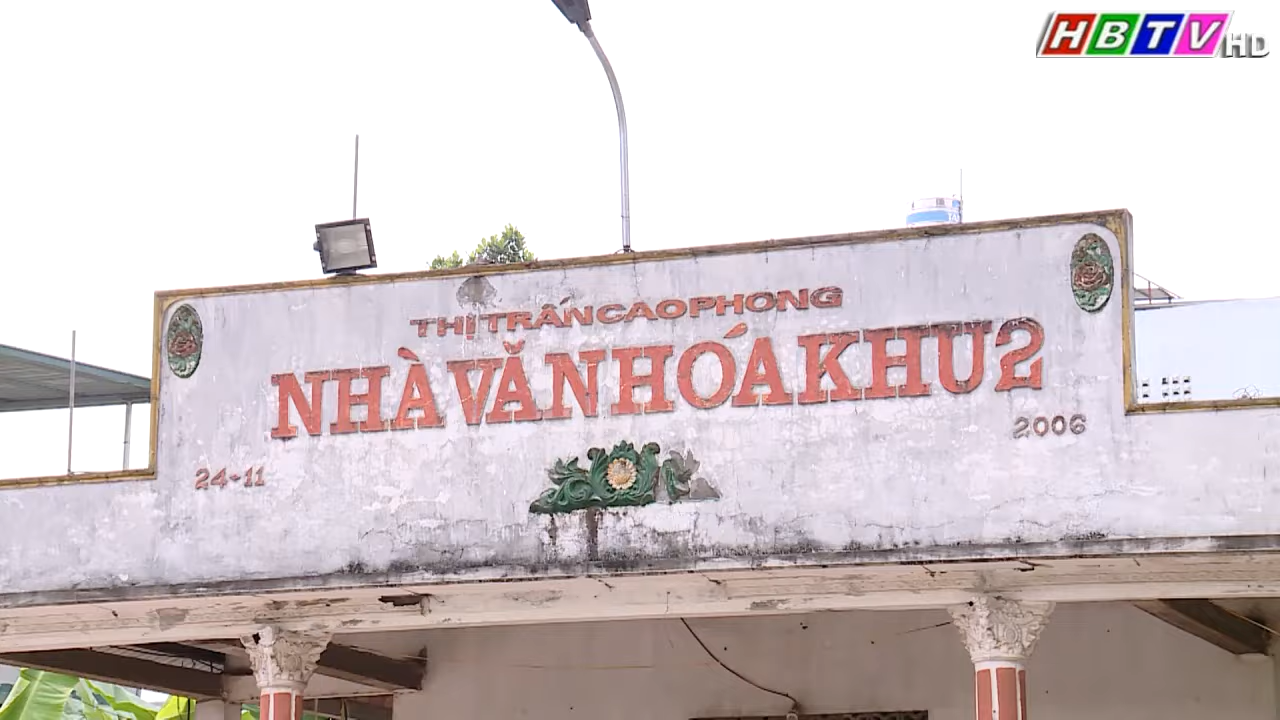 HBTV HD
THỊ TRẤN CAO PHONG
NHÀ VĂN HÓA KHU 2
24-11
2006